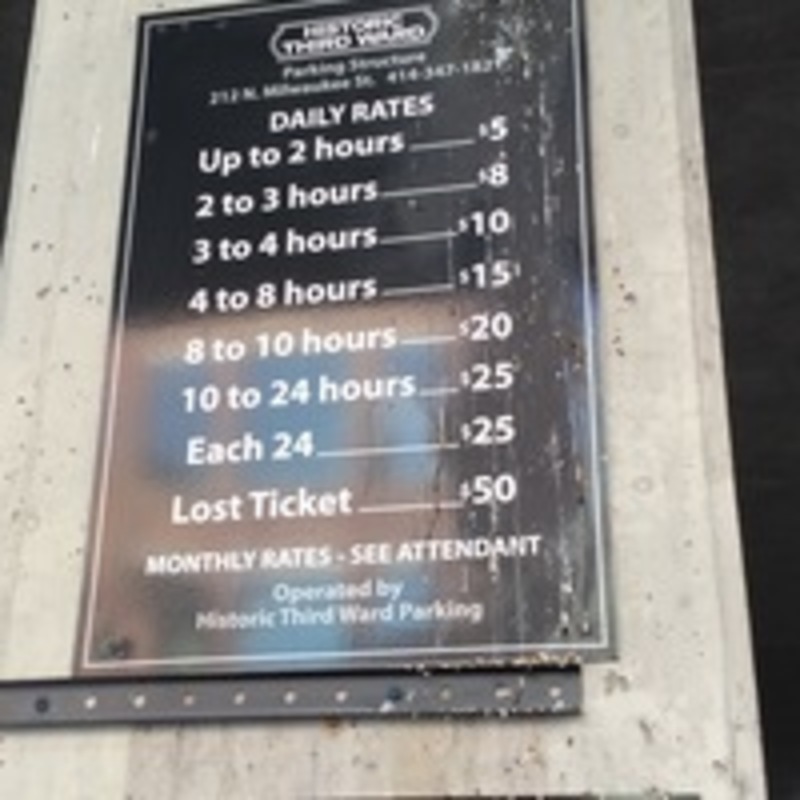 HISTORIC
THIRD WARD
Parking Structure
212 N. Milwaukee St. 414-347-1821
DAILY RATES
Up to 2 hours $5
2 to 3 hours $8
3 to 4 hours $10
4 to 8 hours $15
8 to 10 hours $20
10 to 24 hours $25
Each 24 $25
Lost Ticket $50
MONTHLY RATES - SEE ATTENDANT
Operated by
Historic Third Ward Parking